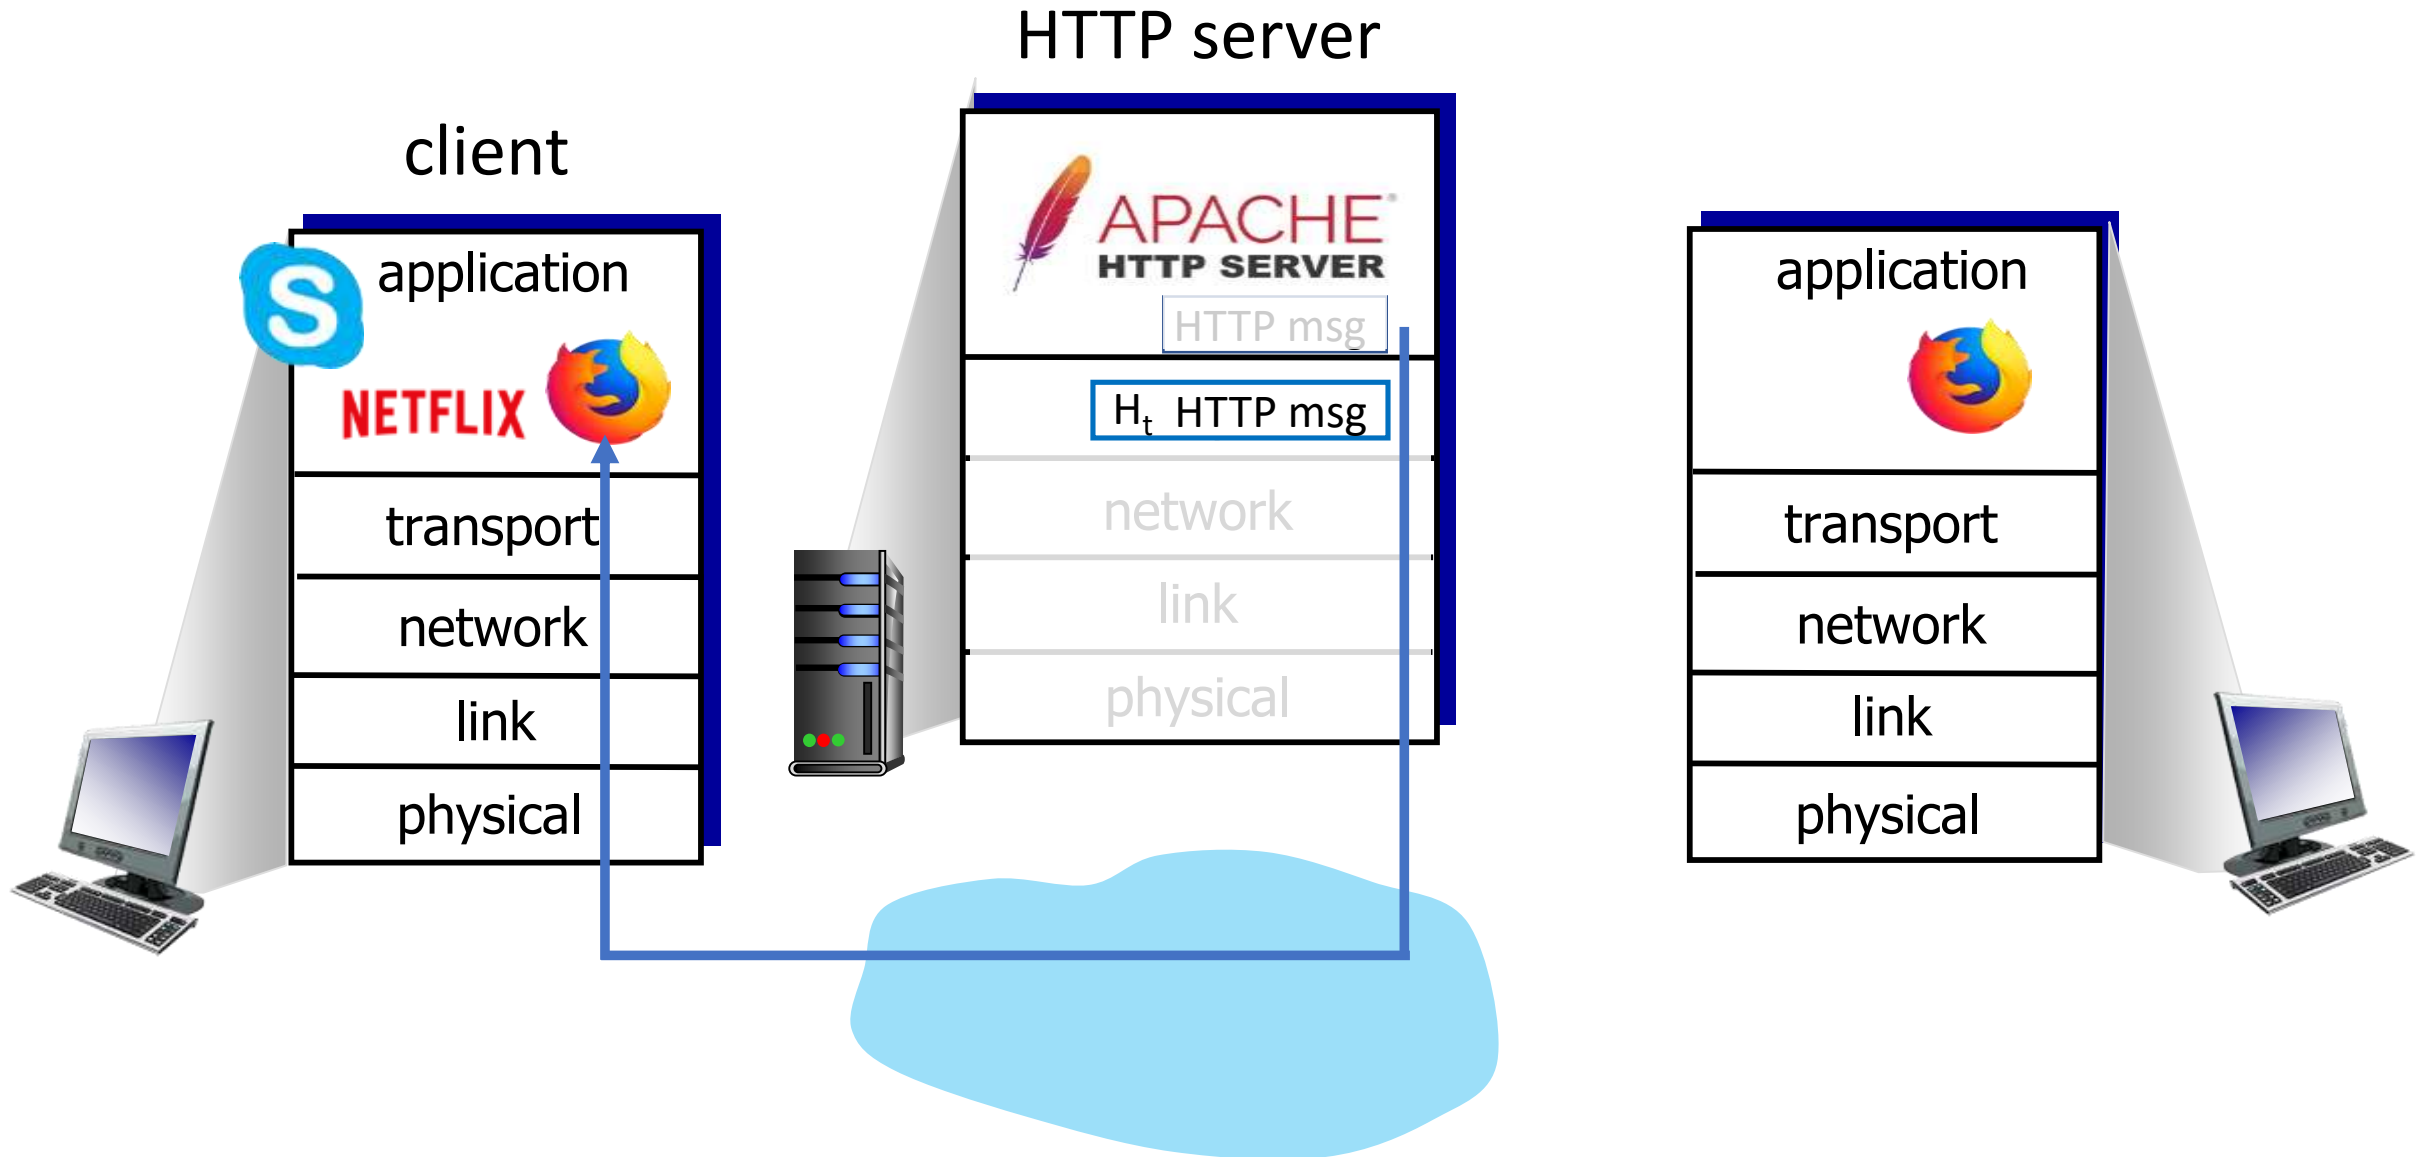 HTTP server
client
APACHE®
HTTP SERVER
HTTP msg
Ht HTTP msg
network
link
physical
S
application
NETFLIX
transport
network
link
physical
application
transport
network
link
physical